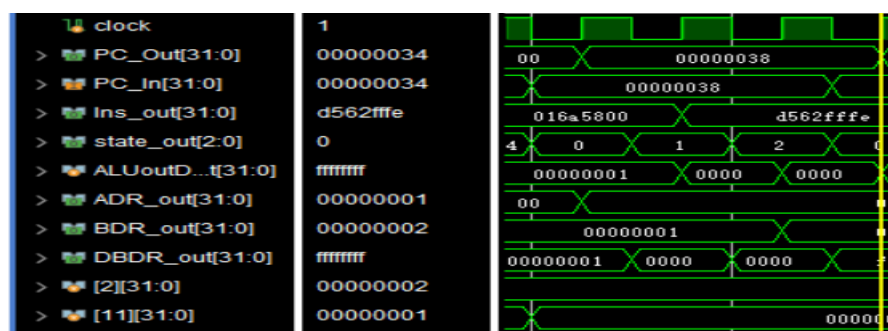 clock 1
PC_Out[31:0] 00000034 00 00000038
PC_In[31:0] 00000034 00000038
Ins_out[31:0] d562fffe 016a5800 d562fffe
state_out[2:0] 0 4 0 1 2
ALUoutD...t[31:0] ffffffff 00000001 0000 0000
ADR_out[31:0] 00000001 00
BDR_out[31:0] 00000002 00000001
DBDR_out[31:0] ffffffff 00000001 0000 0000
[2][31:0] 00000002
[11][31:0] 00000001 00000